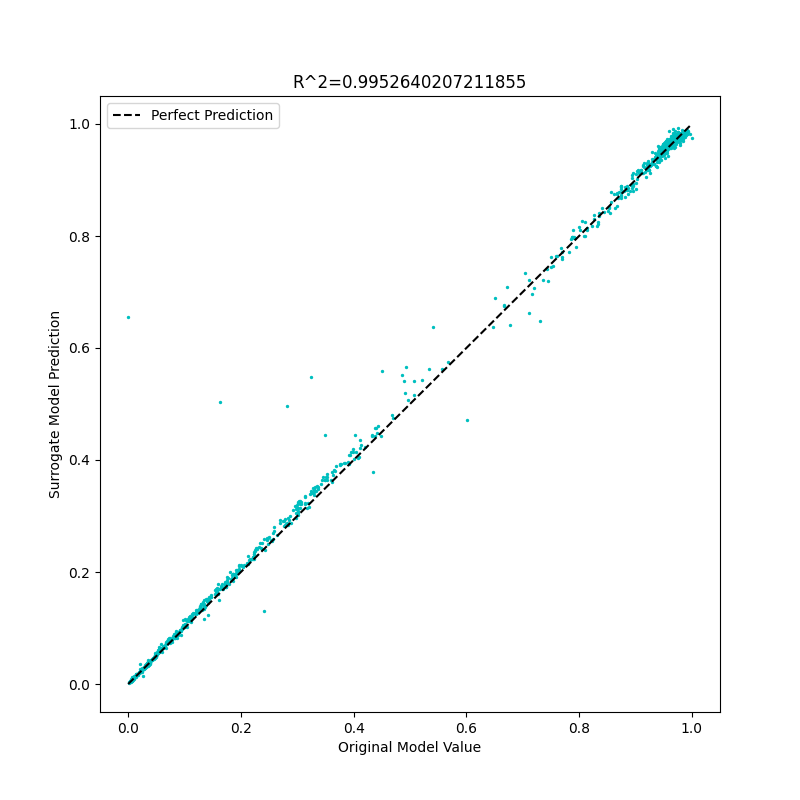 R^2=0.9952640207211855
Perfect Prediction
1.0
0.8
0.6
0.4
0.2
0.0
Surrogate Model Prediction
0.0 0.2 0.4 0.6 0.8 1.0
Original Model Value